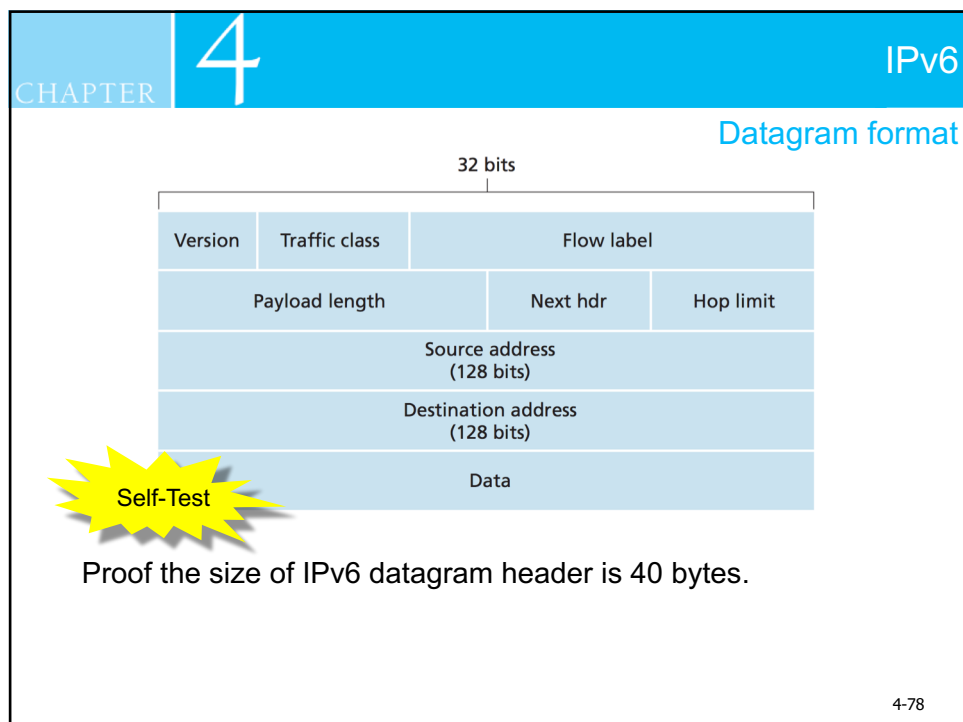 CHAPTER 4
IPv6
Datagram format
32 bits
Version Traffic class Flow label
Payload length Next hdr Hop limit
Source address
(128 bits)
Destination address
(128 bits)
Data
Self-Test
Proof the size of IPv6 datagram header is 40 bytes.
4-78